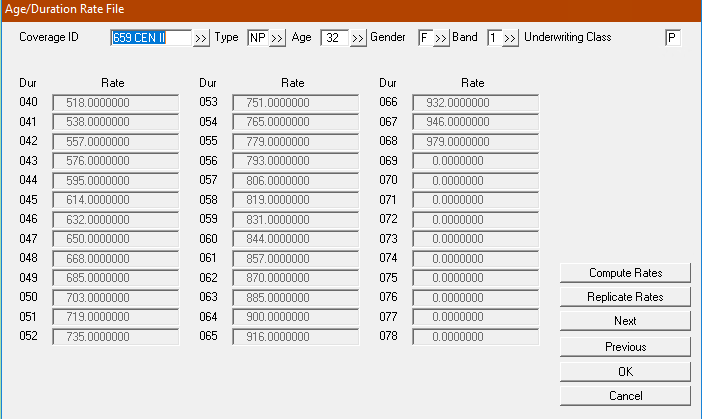 Age/Duration Rate File
Coverage ID 659 CEN II >> Type NP >> Age 32 >> Gender F >> Band 1 >> Underwriting Class P
Dur Rate Dur Rate Dur Rate
040 518.0000000 053 751.0000000 066 932.0000000
041 538.0000000 054 765.0000000 067 946.0000000
042 557.0000000 055 779.0000000 068 979.0000000
043 576.0000000 056 793.0000000 069 0.0000000
044 595.0000000 057 806.0000000 070 0.0000000
045 614.0000000 058 819.0000000 071 0.0000000
046 632.0000000 059 831.0000000 072 0.0000000
047 650.0000000 060 844.0000000 073 0.0000000
048 668.0000000 061 857.0000000 074 0.0000000
049 685.0000000 062 870.0000000 075 0.0000000
050 703.0000000 063 885.0000000 076 0.0000000
051 719.0000000 064 900.0000000 077 0.0000000
052 735.0000000 065 916.0000000 078 0.0000000
Compute Rates
Replicate Rates
Next
Previous
OK
Cancel